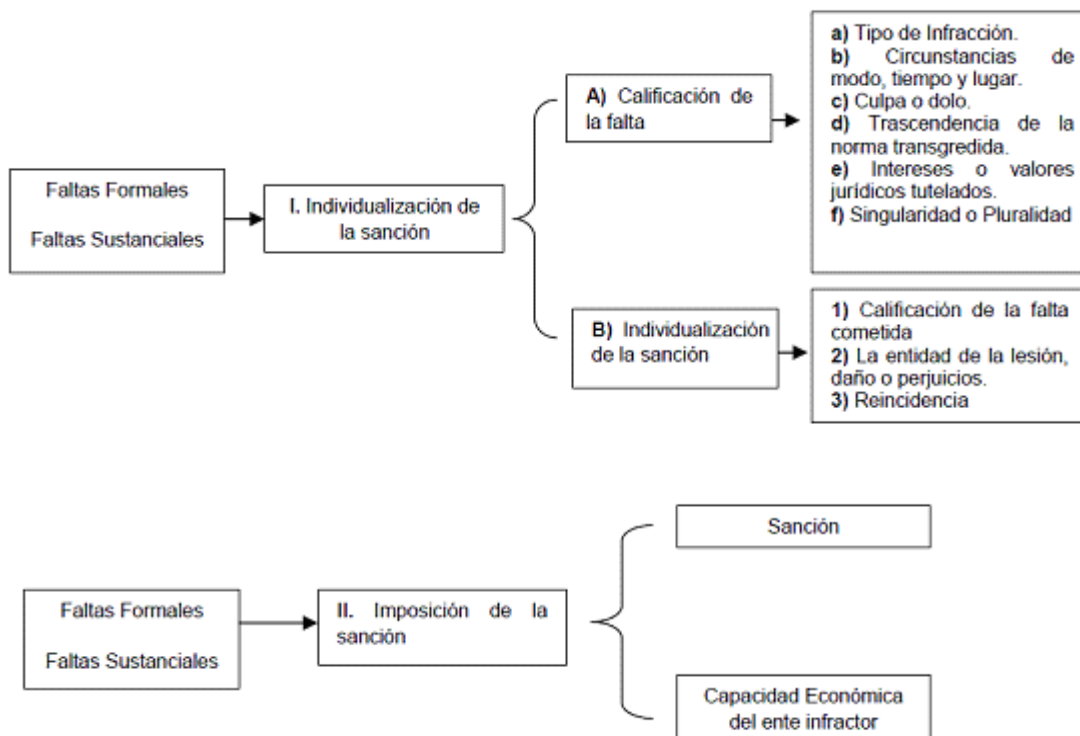 Faltas Formales
Faltas Sustanciales
I. Individualización de
la sanción
A) Calificación de
la falta
a) Tipo de Infracción.
b) Circunstancias de
modo, tiempo y lugar.
c) Culpa o dolo.
d) Trascendencia de la
norma transgredida.
e) Intereses o valores
jurídicos tutelados.
f) Singularidad o Pluralidad
B) Individualización
de la sanción
1) Calificación de la falta
cometida
2) La entidad de la lesión,
daño o perjuicios.
3) Reincidencia
Faltas Formales
Faltas Sustanciales
II. Imposición de la
sanción
Sanción
Capacidad Económica
del ente infractor